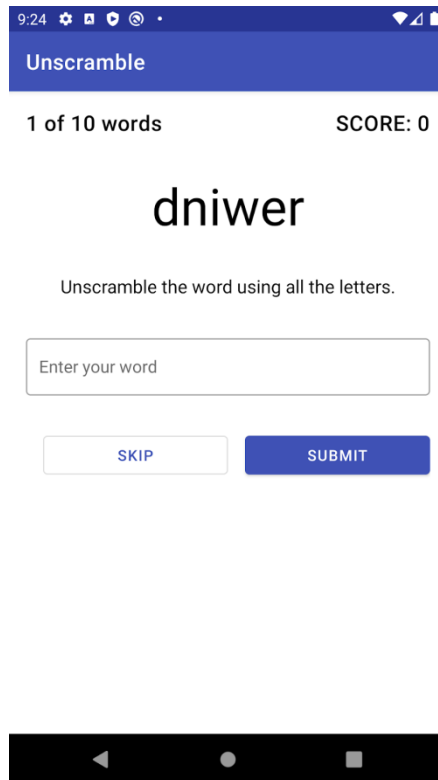 9:24
Unscramble
1 of 10 words SCORE: 0
dniwer
Unscramble the word using all the letters.
Enter your word
SKIP SUBMIT